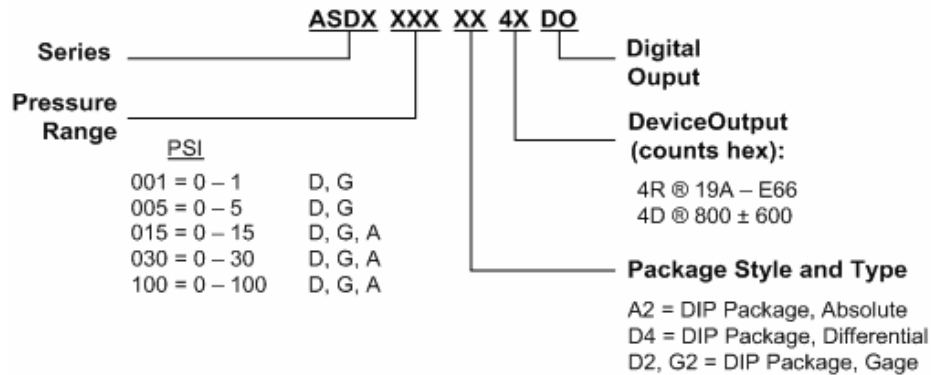 ASDX XXX XX 4X DO
Series
Digital
Ouput
Pressure
Range
PSI
001 = 0 – 1 D, G
005 = 0 – 5 D, G
015 = 0 – 15 D, G, A
030 = 0 – 30 D, G, A
100 = 0 – 100 D, G, A
DeviceOutput
(counts hex):
4R ® 19A – E66
4D ® 800 ± 600
Package Style and Type
A2 = DIP Package, Absolute
D4 = DIP Package, Differential
D2, G2 = DIP Package, Gage